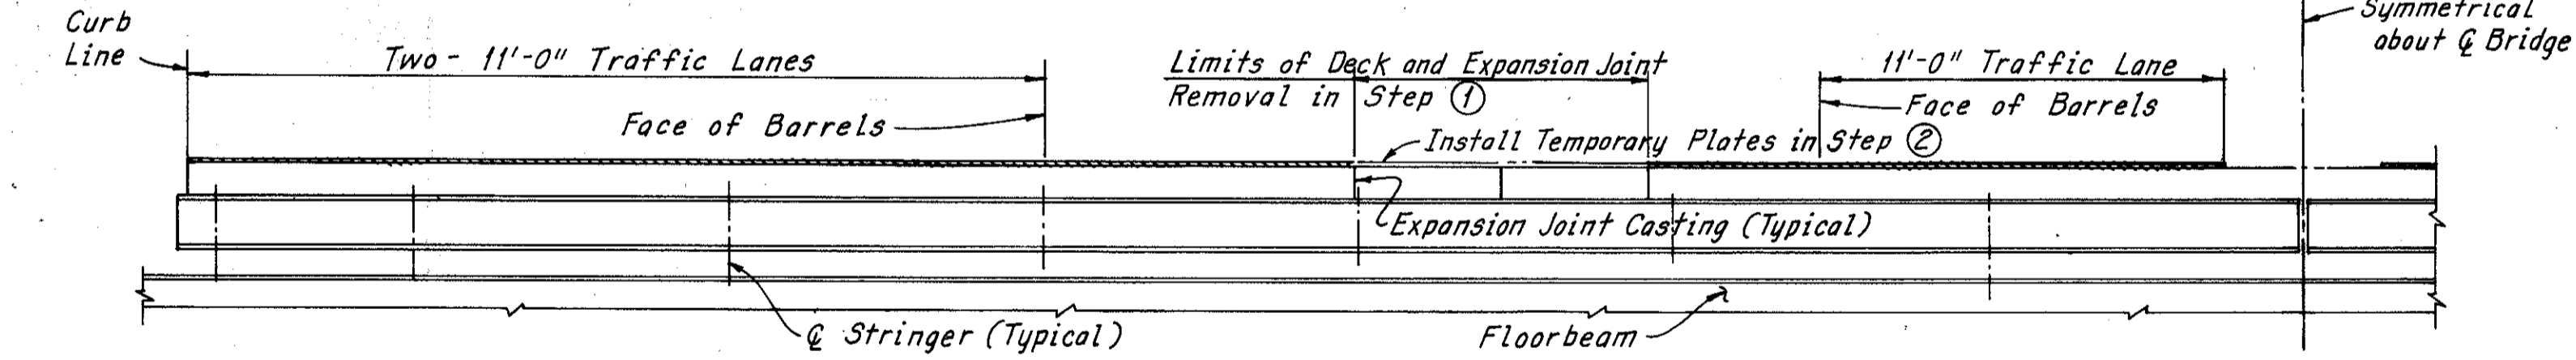 Curb
Line
Two - 11'-0" Traffic Lanes
Face of Barrels
Limits of Deck and Expansion Joint
Removal in Step ①
Install Temporary Plates in Step ②
11'-0" Traffic Lane
Face of Barrels
Symmetrical
about ℄ Bridge
Expansion Joint Casting (Typical)
℄ Stringer (Typical)
Floorbeam